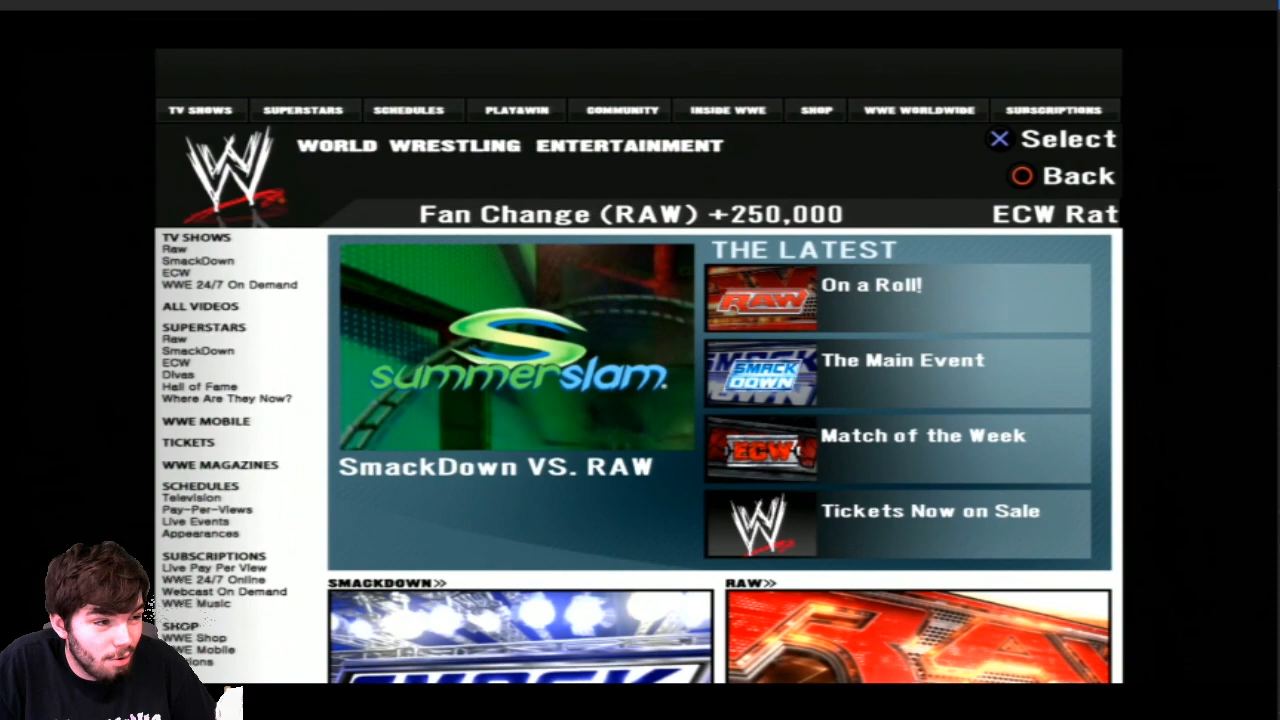 TV SHOWS
SUPERSTARS
SCHEDULES
PLAY&WIN
COMMUNITY
INSIDE WWE
SHOP
WWE WORLDWIDE
SUBSCRIPTIONS
WORLD WRESTLING ENTERTAINMENT
Select
Back
Fan Change (RAW) +250,000
ECW Rat
TV SHOWS
Raw
SmackDown
ECW
WWE 24/7 On Demand
ALL VIDEOS
SUPERSTARS
Raw
SmackDown
ECW
Divas
Hall of Fame
Where Are They Now?
WWE MOBILE
TICKETS
WWE MAGAZINES
SCHEDULES
Television
Pay-Per-Views
Live Events
Appearances
SUBSCRIPTIONS
Live Pay Per View
WWE 24/7 Online
Webcast On Demand
WWE Music
SHOP
WWE Shop
WWE Mobile
summerslam
SmackDown VS. RAW
THE LATEST
RAW
On a Roll!
SMACK
DOWN
The Main Event
ECW
Match of the Week
W
Tickets Now on Sale
SMACKDOWN>>
RAW>>
SMACK
RAW